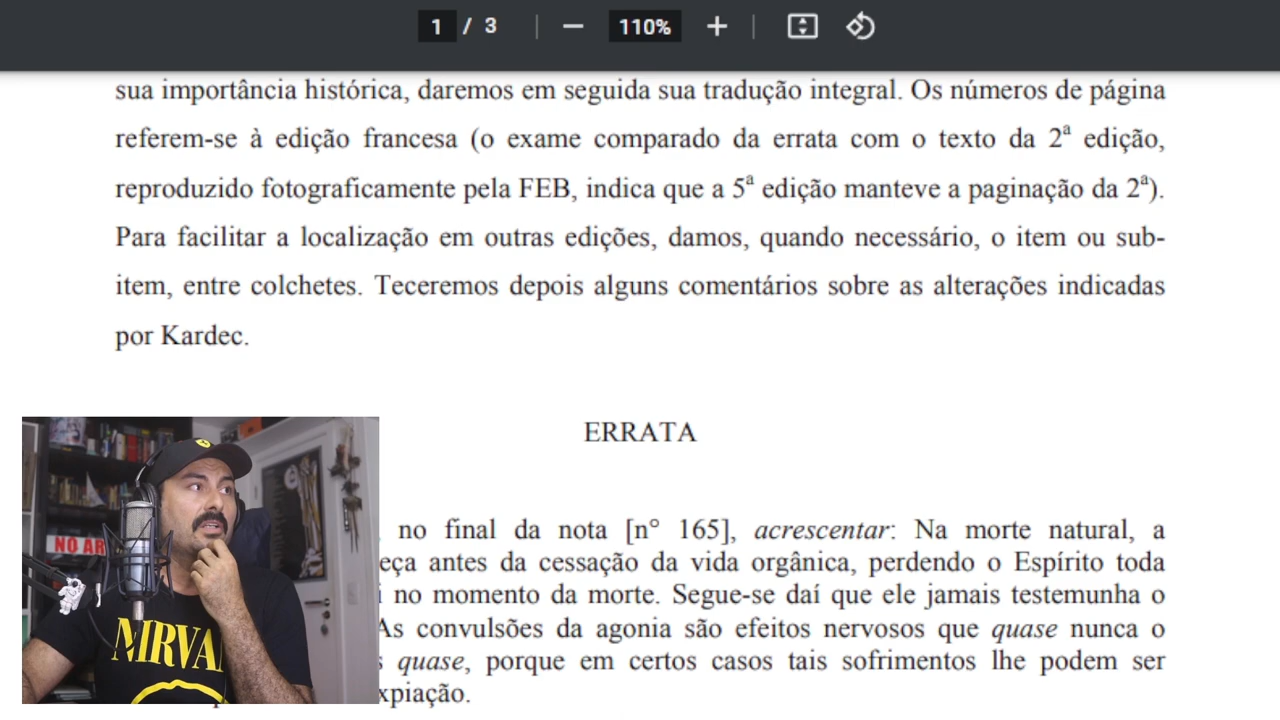 1 / 3 110%
sua importância histórica, daremos em seguida sua tradução integral. Os números de página
referem-se à edição francesa (o exame comparado da errata com o texto da 2ª edição,
reproduzido fotograficamente pela FEB, indica que a 5ª edição manteve a paginação da 2ª).
Para facilitar a localização em outras edições, damos, quando necessário, o item ou sub-
item, entre colchetes. Teceremos depois alguns comentários sobre as alterações indicadas
por Kardec.
ERRATA
no final da nota [n° 165], acrescentar: Na morte natural, a
eça antes da cessação da vida orgânica, perdendo o Espírito toda
i no momento da morte. Segue-se daí que ele jamais testemunha o
As convulsões da agonia são efeitos nervosos que quase nunca o
s quase, porque em certos casos tais sofrimentos lhe podem ser
xpiação.
NO AR
NIRVA